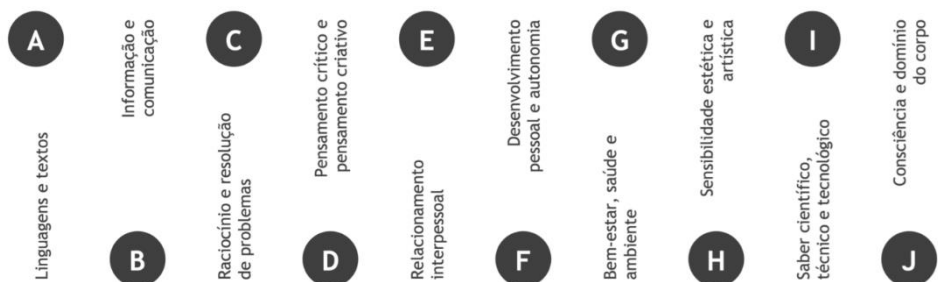 A
Linguagens e textos
Informação e
comunicação
B
C
Raciocínio e resolução
de problemas
Pensamento crítico e
pensamento criativo
D
E
Relacionamento
interpessoal
Desenvolvimento
pessoal e autonomia
F
G
Bem-estar, saúde e
ambiente
Sensibilidade estética e
artística
H
I
Saber científico,
técnico e tecnológico
Consciência e domínio
do corpo
J